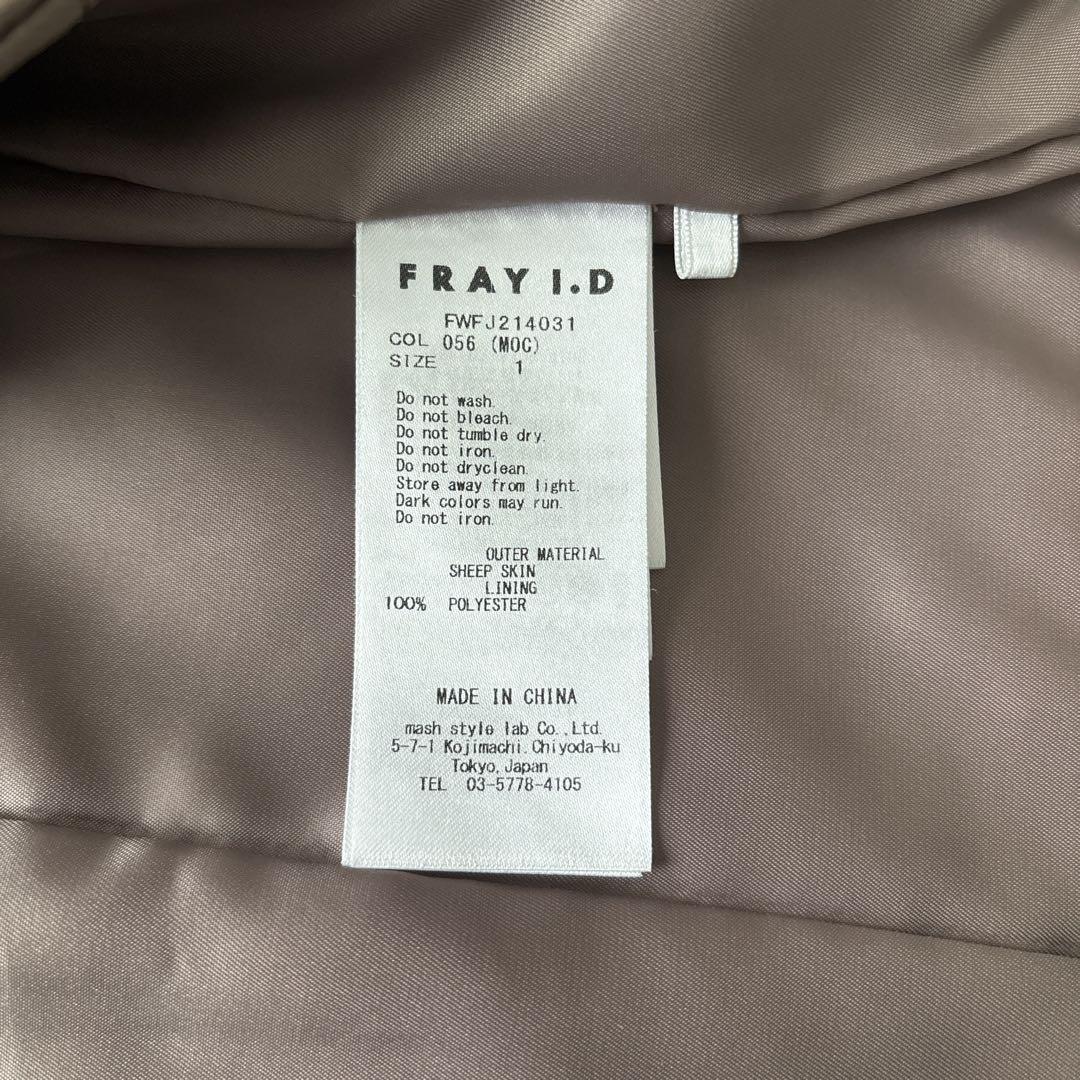 FRAY I.D
FWFJ214031
COL 056 (MOC)
SIZE 1
Do not wash.
Do not bleach.
Do not tumble dry.
Do not iron.
Do not dryclean.
Store away from light.
Dark colors may run.
Do not iron.
OUTER MATERIAL
SHEEP SKIN
LINING
100% POLYESTER
MADE IN CHINA
mash style lab Co.,Ltd.
5-7-1 Kojimachi.Chiyoda-ku
Tokyo,Japan
TEL 03-5778-4105